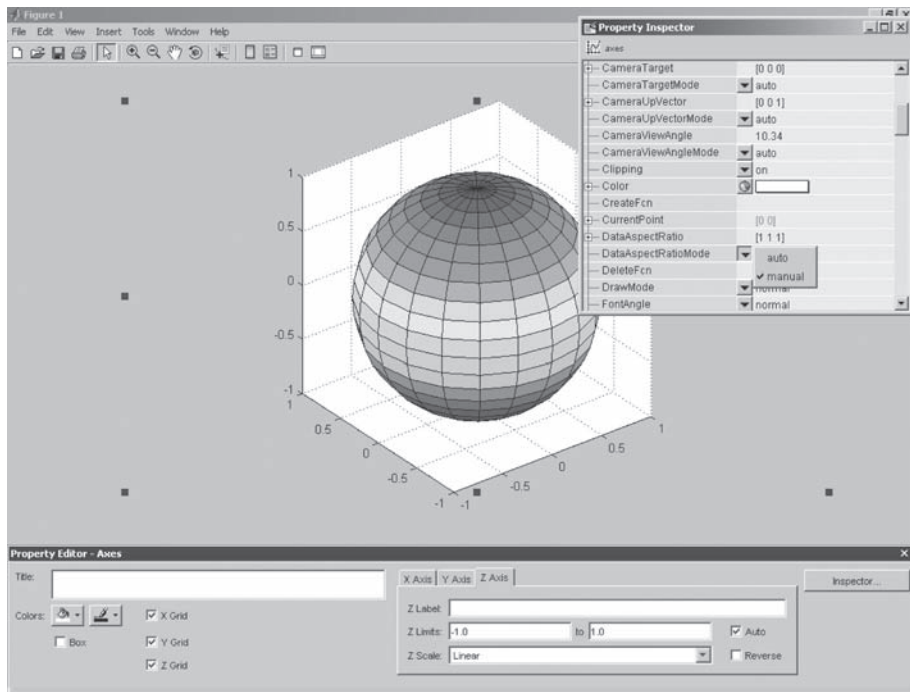 Figure 1
File Edit View Insert Tools Window Help
Property Inspector
axes
CameraTarget [0 0 0]
CameraTargetMode auto
CameraUpVector [0 0 1]
CameraUpVectorMode auto
CameraViewAngle 10.34
CameraViewAngleMode auto
Clipping on
Color
CreateFcn
CurrentPoint [0 0]
DataAspectRatio [1 1 1]
DataAspectRatioMode auto
DeleteFcn manual
DrawMode normal
FontAngle normal
1
0.5
0
-0.5
-1
1
0.5
0
-0.5
-1
-1
-0.5
0
0.5
1
Property Editor - Axes
Title:
Colors:
Box
X Grid
Y Grid
Z Grid
X Axis Y Axis Z Axis
Z Label:
Z Limits: -1.0 to 1.0 Auto
Z Scale: Linear Reverse
Inspector...